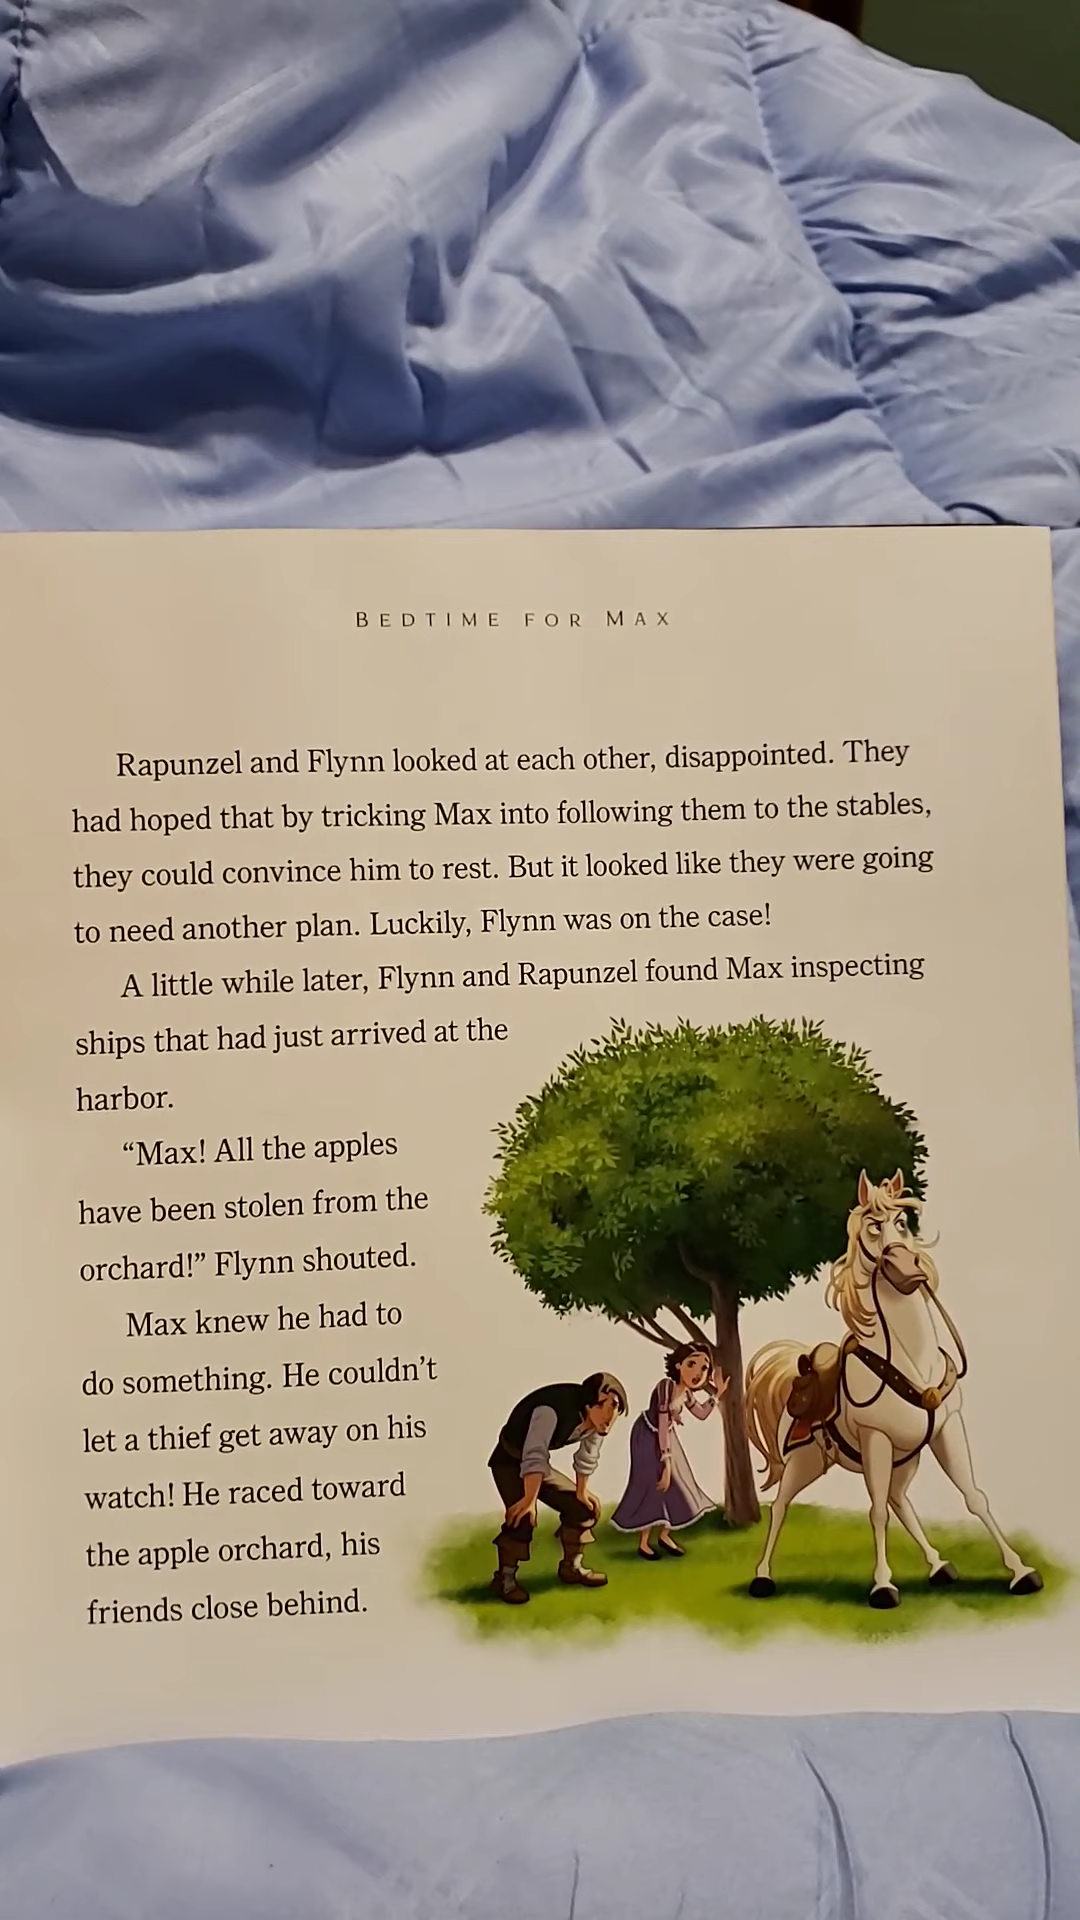 BEDTIME FOR MAX
Rapunzel and Flynn looked at each other, disappointed. They
had hoped that by tricking Max into following them to the stables,
they could convince him to rest. But it looked like they were going
to need another plan. Luckily, Flynn was on the case!
A little while later, Flynn and Rapunzel found Max inspecting
ships that had just arrived at the
harbor.
“Max! All the apples
have been stolen from the
orchard!” Flynn shouted.
Max knew he had to
do something. He couldn’t
let a thief get away on his
watch! He raced toward
the apple orchard, his
friends close behind.